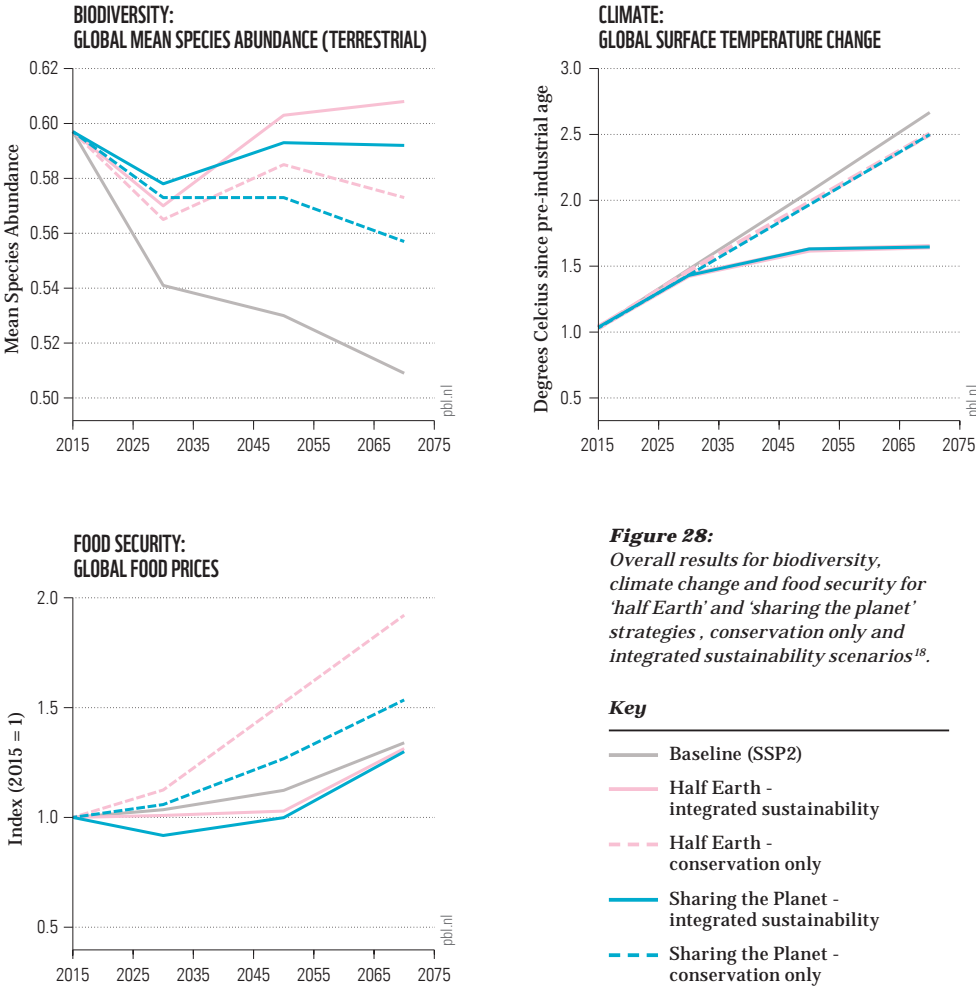 BIODIVERSITY:
GLOBAL MEAN SPECIES ABUNDANCE (TERRESTRIAL)
Mean Species Abundance
0.62
0.60
0.58
0.56
0.54
0.52
0.50
2015 2025 2035 2045 2055 2065 2075
pbl.nl
CLIMATE:
GLOBAL SURFACE TEMPERATURE CHANGE
Degrees Celcius since pre-industrial age
3.0
2.5
2.0
1.5
1.0
0.5
2015 2025 2035 2045 2055 2065 2075
pbl.nl
FOOD SECURITY:
GLOBAL FOOD PRICES
Index (2015 = 1)
2.0
1.5
1.0
0.5
2015 2025 2035 2045 2055 2065 2075
pbl.nl
Figure 28:
Overall results for biodiversity,
climate change and food security for
‘half Earth’ and ‘sharing the planet’
strategies , conservation only and
integrated sustainability scenarios¹⁸.
Key
Baseline (SSP2)
Half Earth -
integrated sustainability
Half Earth -
conservation only
Sharing the Planet -
integrated sustainability
Sharing the Planet -
conservation only